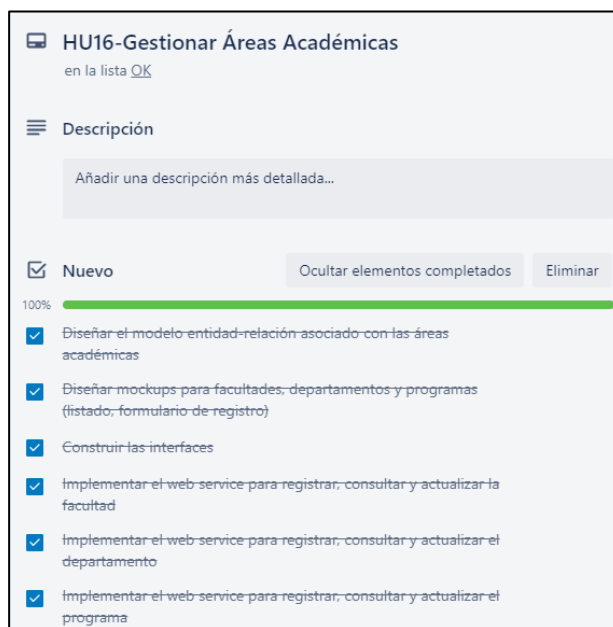 HU16-Gestionar Áreas Académicas
en la lista OK
Descripción
Añadir una descripción más detallada...
Nuevo
Ocultar elementos completados
Eliminar
100%
Diseñar el modelo entidad-relación asociado con las áreas
académicas
Diseñar mockups para facultades, departamentos y programas
(listado, formulario de registro)
Construir las interfaces
Implementar el web service para registrar, consultar y actualizar la
facultad
Implementar el web service para registrar, consultar y actualizar el
departamento
Implementar el web service para registrar, consultar y actualizar el
programa